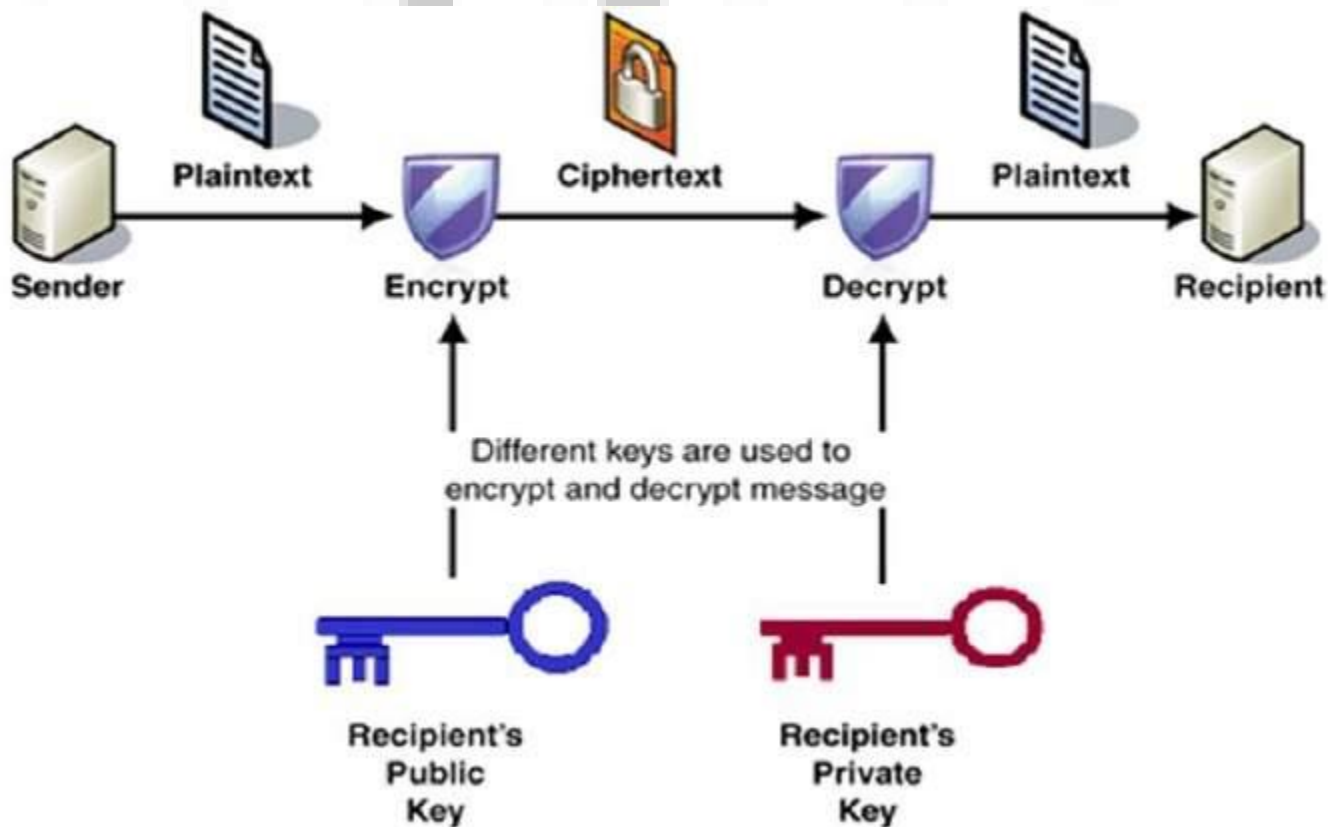 Plaintext
Ciphertext
Plaintext
Sender
Encrypt
Decrypt
Recipient
Different keys are used to
encrypt and decrypt message
Recipient's
Public
Key
Recipient's
Private
Key